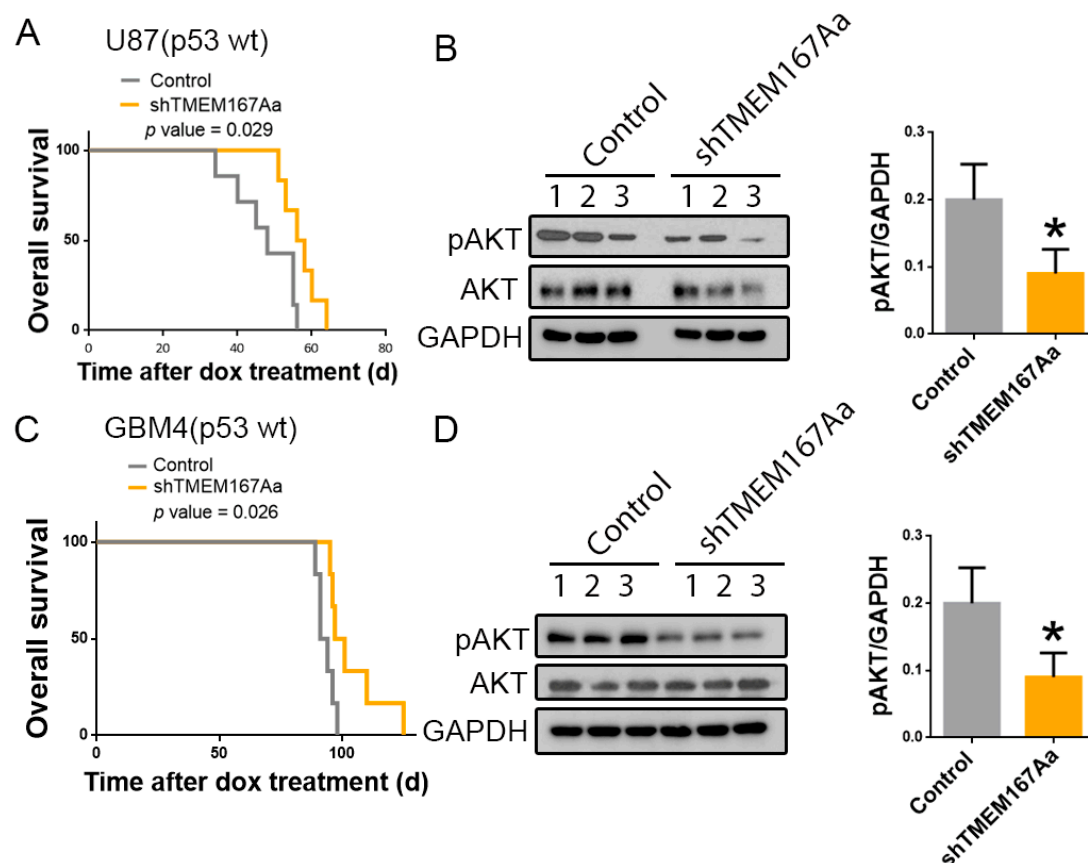 A
U87(p53 wt)
Control
shTMEM167Aa
p value = 0.029
Overall survival
100
50
0
0 20 40 60 80
Time after dox treatment (d)
B
Control
shTMEM167Aa
1 2 3 1 2 3
pAKT
AKT
GAPDH
pAKT/GAPDH
0.3
0.2
0.1
0.0
*
Control
shTMEM167Aa
C
GBM4(p53 wt)
Control
shTMEM167Aa
p value = 0.026
Overall survival
100
50
0
0 100
Time after dox treatment (d)
D
Control
shTMEM167Aa
1 2 3 1 2 3
pAKT
AKT
GAPDH
pAKT/GAPDH
0.3
0.2
0.1
0.0
*
Control
shTMEM167Aa